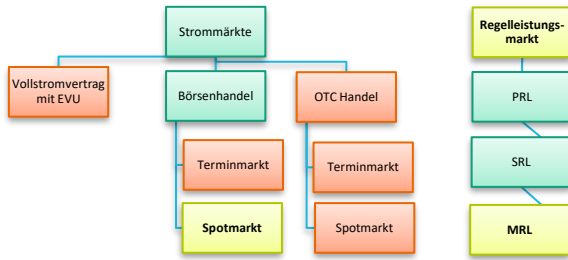 Strommärkte
Vollstromvertrag
mit EVU
Börsenhandel
OTC Handel
Terminmarkt
Terminmarkt
Spotmarkt
Spotmarkt
Regelleistungs-
markt
PRL
SRL
MRL